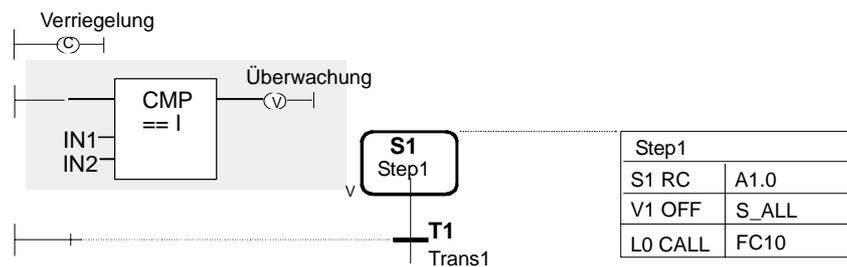 Verriegelung
C
Überwachung
CMP
== I
V
IN1
IN2
V
S1
Step1
T1
Trans1
Step1
S1 RC A1.0
V1 OFF S_ALL
L0 CALL FC10